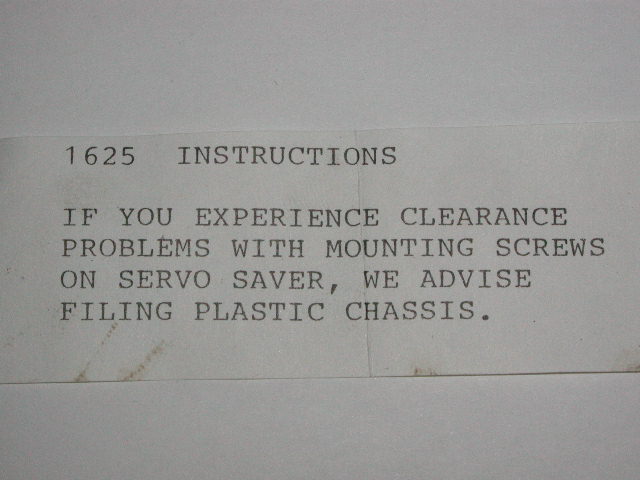 1625 INSTRUCTIONS
IF YOU EXPERIENCE CLEARANCE
PROBLEMS WITH MOUNTING SCREWS
ON SERVO SAVER, WE ADVISE
FILING PLASTIC CHASSIS.